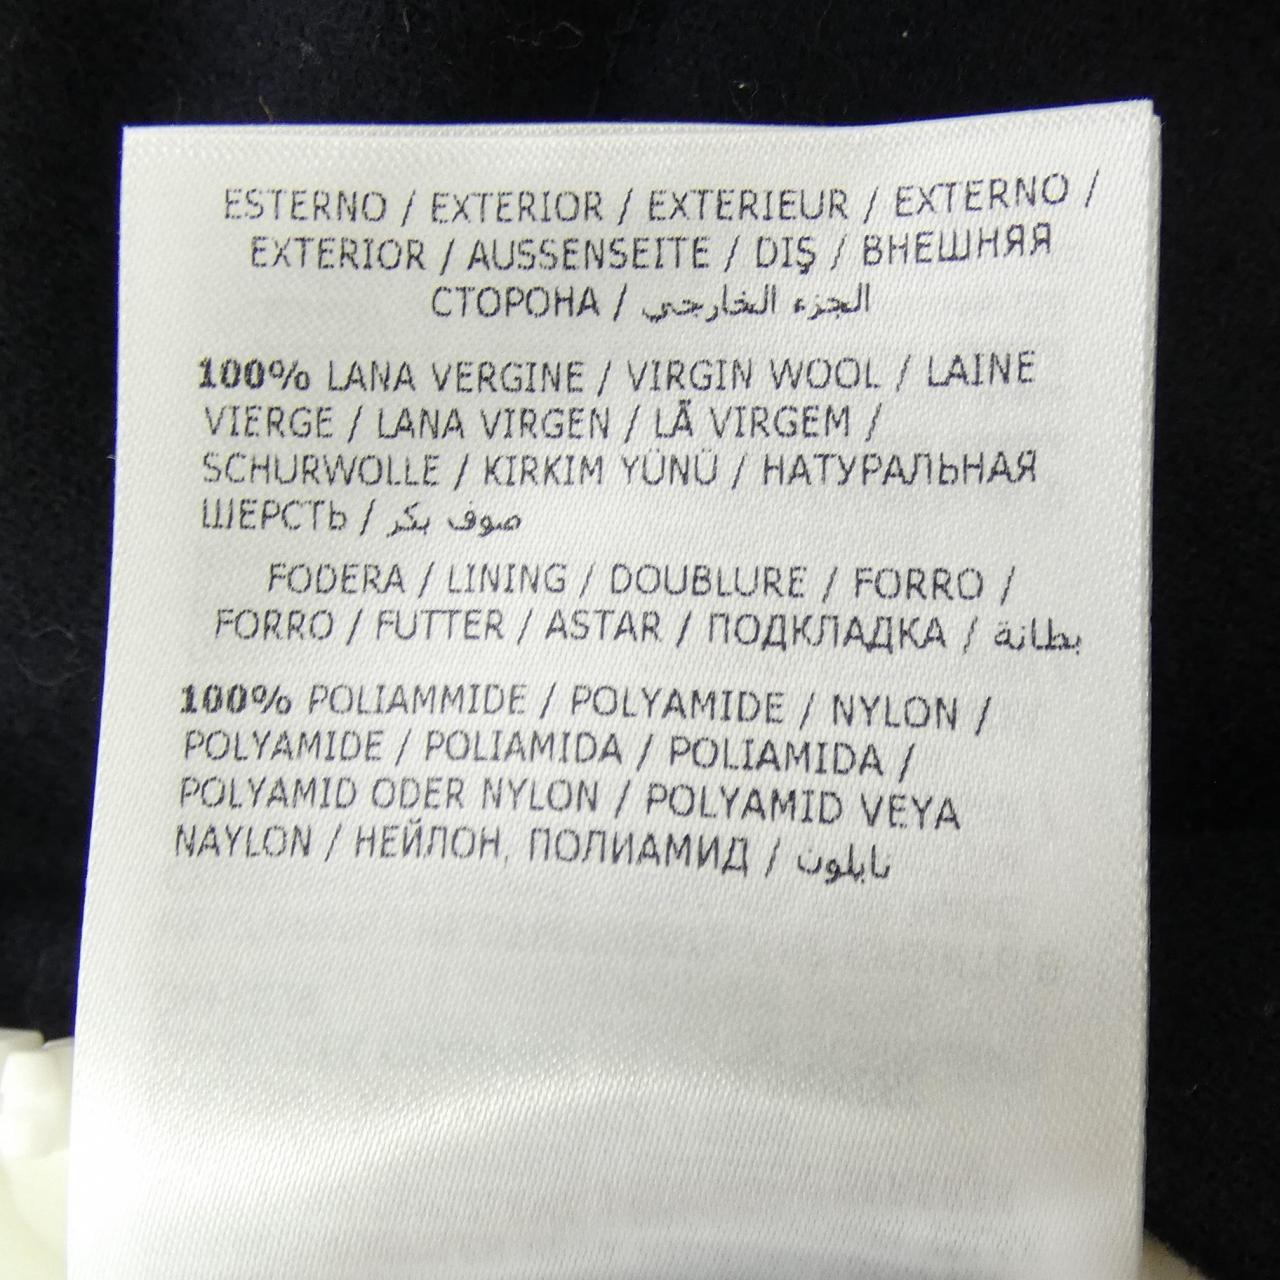 ESTERNO / EXTERIOR / EXTERIEUR / EXTERNO /
EXTERIOR / AUSSENSEITE / DIŞ / ВНЕШНЯЯ
СТОРОНА / الجزء الخارجي
100% LANA VERGINE / VIRGIN WOOL / LAINE
VIERGE / LANA VIRGEN / LÃ VIRGEM /
SCHURWOLLE / KIRKIM YÜNÜ / НАТУРАЛЬНАЯ
ШЕРСТЬ / صوف بكر
FODERA / LINING / DOUBLURE / FORRO /
FORRO / FUTTER / ASTAR / ПОДКЛАДКА / بطانة
100% POLIAMMIDE / POLYAMIDE / NYLON /
POLYAMIDE / POLIAMIDA / POLIAMIDA /
POLYAMID ODER NYLON / POLYAMID VEYA
NAYLON / НЕЙЛОН, ПОЛИАМИД / نايلون